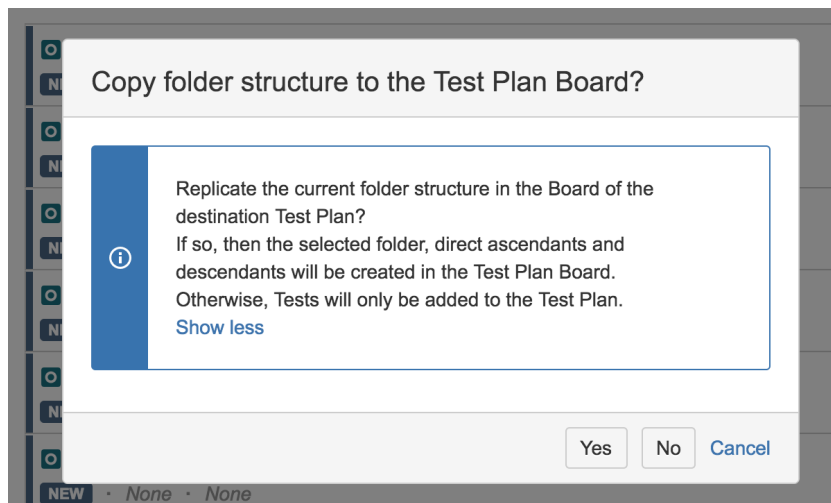 Copy folder structure to the Test Plan Board?
Replicate the current folder structure in the Board of the
destination Test Plan?
If so, then the selected folder, direct ascendants and
descendants will be created in the Test Plan Board.
Otherwise, Tests will only be added to the Test Plan.
Show less
Yes No Cancel
NEW · None · None